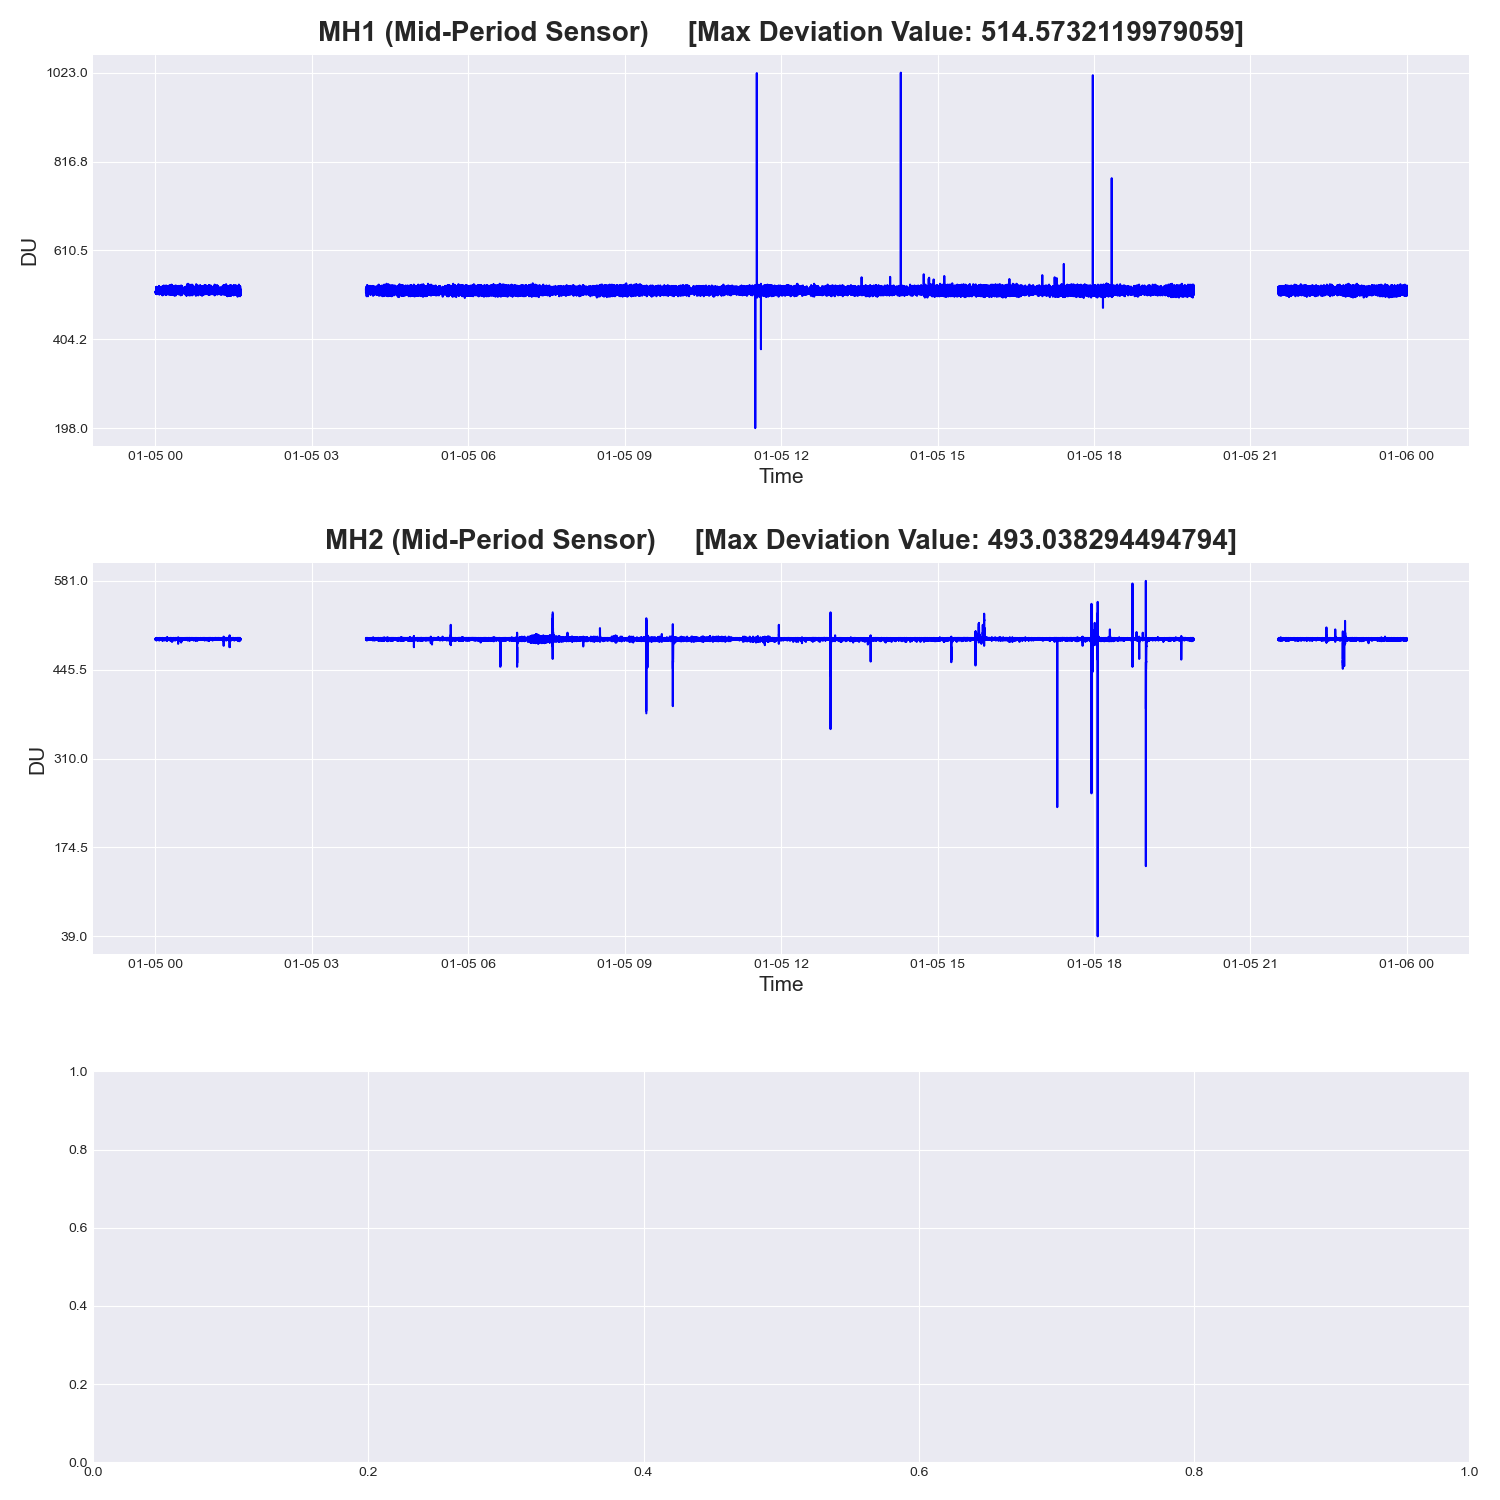 MH1 (Mid-Period Sensor) [Max Deviation Value: 514.5732119979059]
1023.0
816.8
610.5
404.2
198.0
DU
01-05 00 01-05 03 01-05 06 01-05 09 01-05 12 01-05 15 01-05 18 01-05 21 01-06 00
Time
MH2 (Mid-Period Sensor) [Max Deviation Value: 493.038294494794]
581.0
445.5
310.0
174.5
39.0
DU
01-05 00 01-05 03 01-05 06 01-05 09 01-05 12 01-05 15 01-05 18 01-05 21 01-06 00
Time
1.0
0.8
0.6
0.4
0.2
0.0
0.0 0.2 0.4 0.6 0.8 1.0